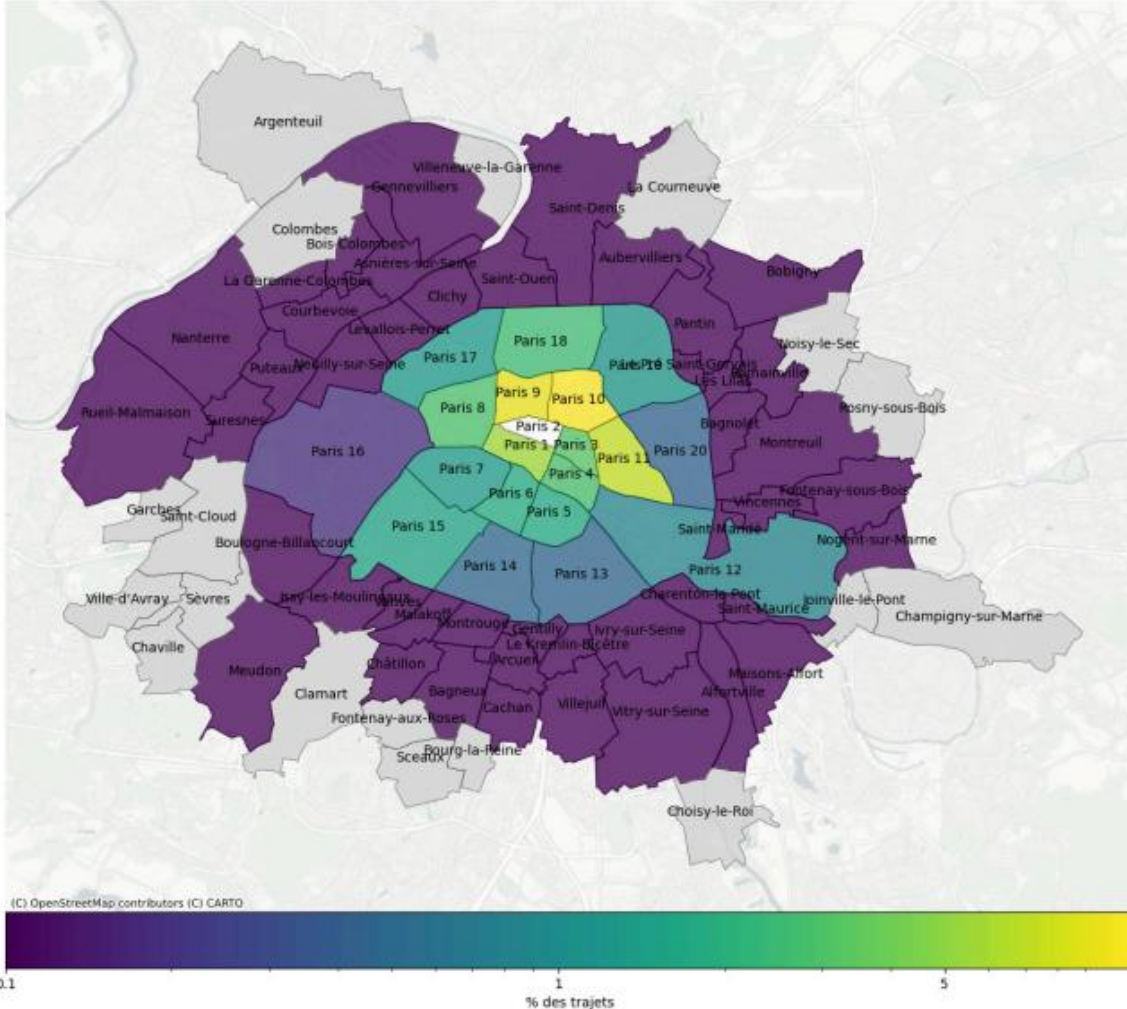 Argenteuil
Villeneuve-la-Garenne
Gennevilliers
La Courneuve
Saint-Denis
Colombes
Bois-Colombes
Aubervilliers
Asnières-sur-Seine
Bobigny
Saint-Ouen
La Garenne-Colombes
Clichy
Courbevoie
Pantin
Levallois-Perret
Nanterre
Paris 18
Noisy-le-Sec
Paris 17
Puteaux
Neuilly-sur-Seine
Paris 19
Le Pré Saint-Gervais
Romainville
Les Lilas
Paris 9
Paris 10
Rueil-Malmaison
Paris 8
Rosny-sous-Bois
Suresnes
Bagnolet
Paris 2
Paris 1
Paris 3
Montreuil
Paris 16
Paris 11
Paris 20
Paris 7
Paris 4
Paris 6
Fontenay-sous-Bois
Vincennes
Garches
Saint-Cloud
Paris 5
Paris 15
Saint-Mandé
Boulogne-Billancourt
Nogent-sur-Marne
Paris 14
Paris 13
Paris 12
Charenton-le-Pont
Ville-d'Avray
Sèvres
Issy-les-Moulineaux
Vanves
Joinville-le-Pont
Saint-Maurice
Malakoff
Champigny-sur-Marne
Montrouge
Gentilly
Ivry-sur-Seine
Le Kremlin-Bicêtre
Chaville
Arcueil
Châtillon
Meudon
Maisons-Alfort
Clamart
Bagneux
Alfortville
Cachan
Villejuif
Vitry-sur-Seine
Fontenay-aux-Roses
Bourg-la-Reine
Sceaux
Choisy-le-Roi
(C) OpenStreetMap contributors (C) CARTO
0.1 1 5
% des trajets